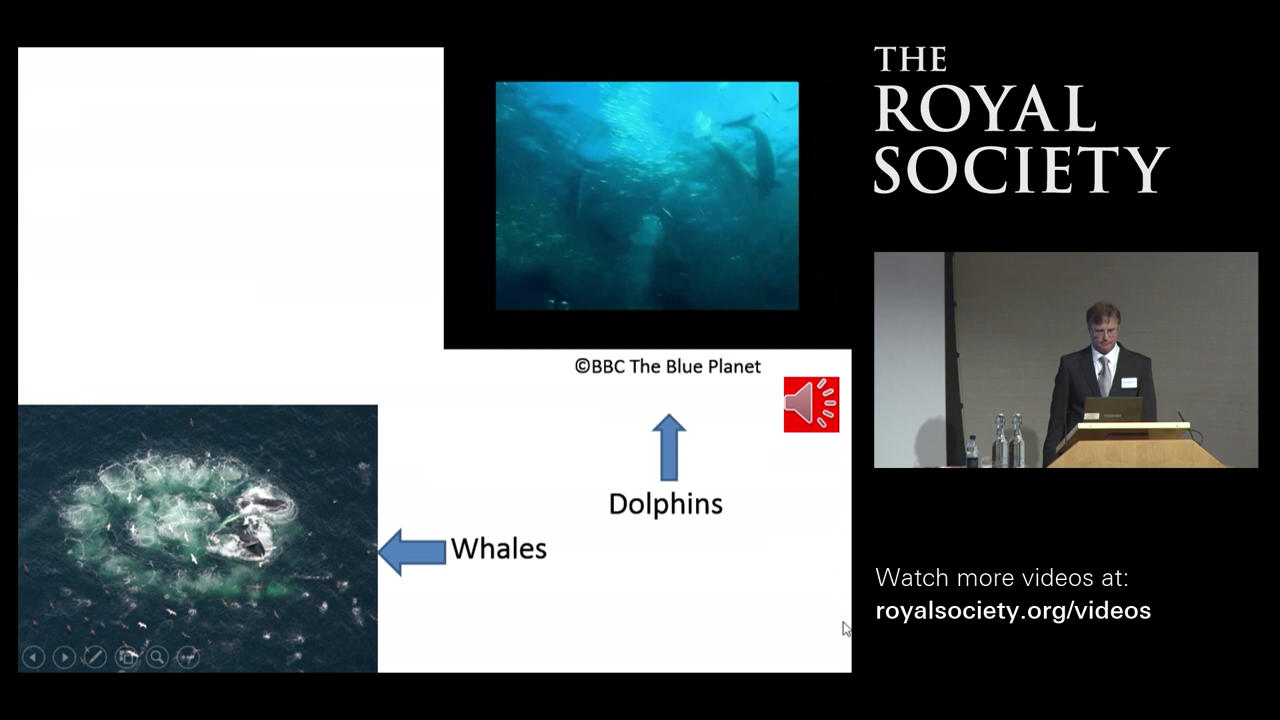 THE
ROYAL
SOCIETY
©BBC The Blue Planet
Dolphins
Whales
Watch more videos at:
royalsociety.org/videos